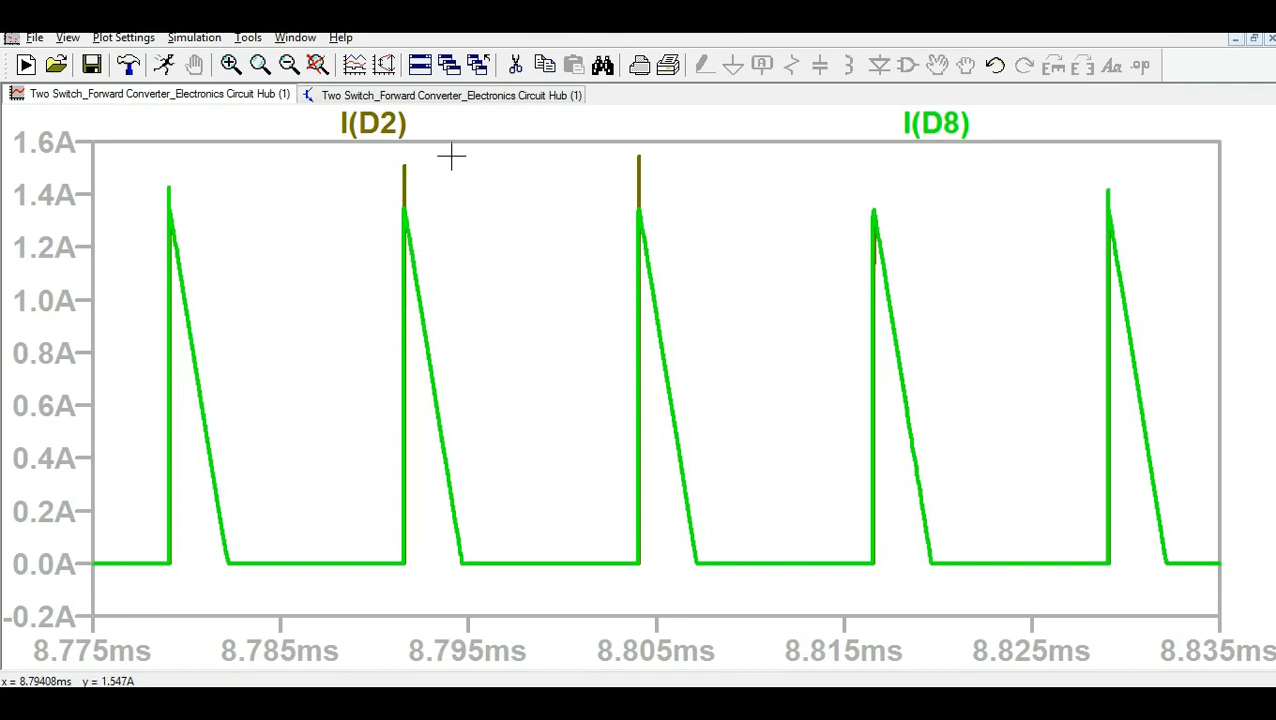 File View Plot Settings Simulation Tools Window Help
Two Switch_Forward Converter_Electronics Circuit Hub (1) Two Switch_Forward Converter_Electronics Circuit Hub (1)
I(D2) I(D8)
1.6A
1.4A
1.2A
1.0A
0.8A
0.6A
0.4A
0.2A
0.0A
-0.2A
8.775ms 8.785ms 8.795ms 8.805ms 8.815ms 8.825ms 8.835ms
x = 8.79408ms y = 1.547A